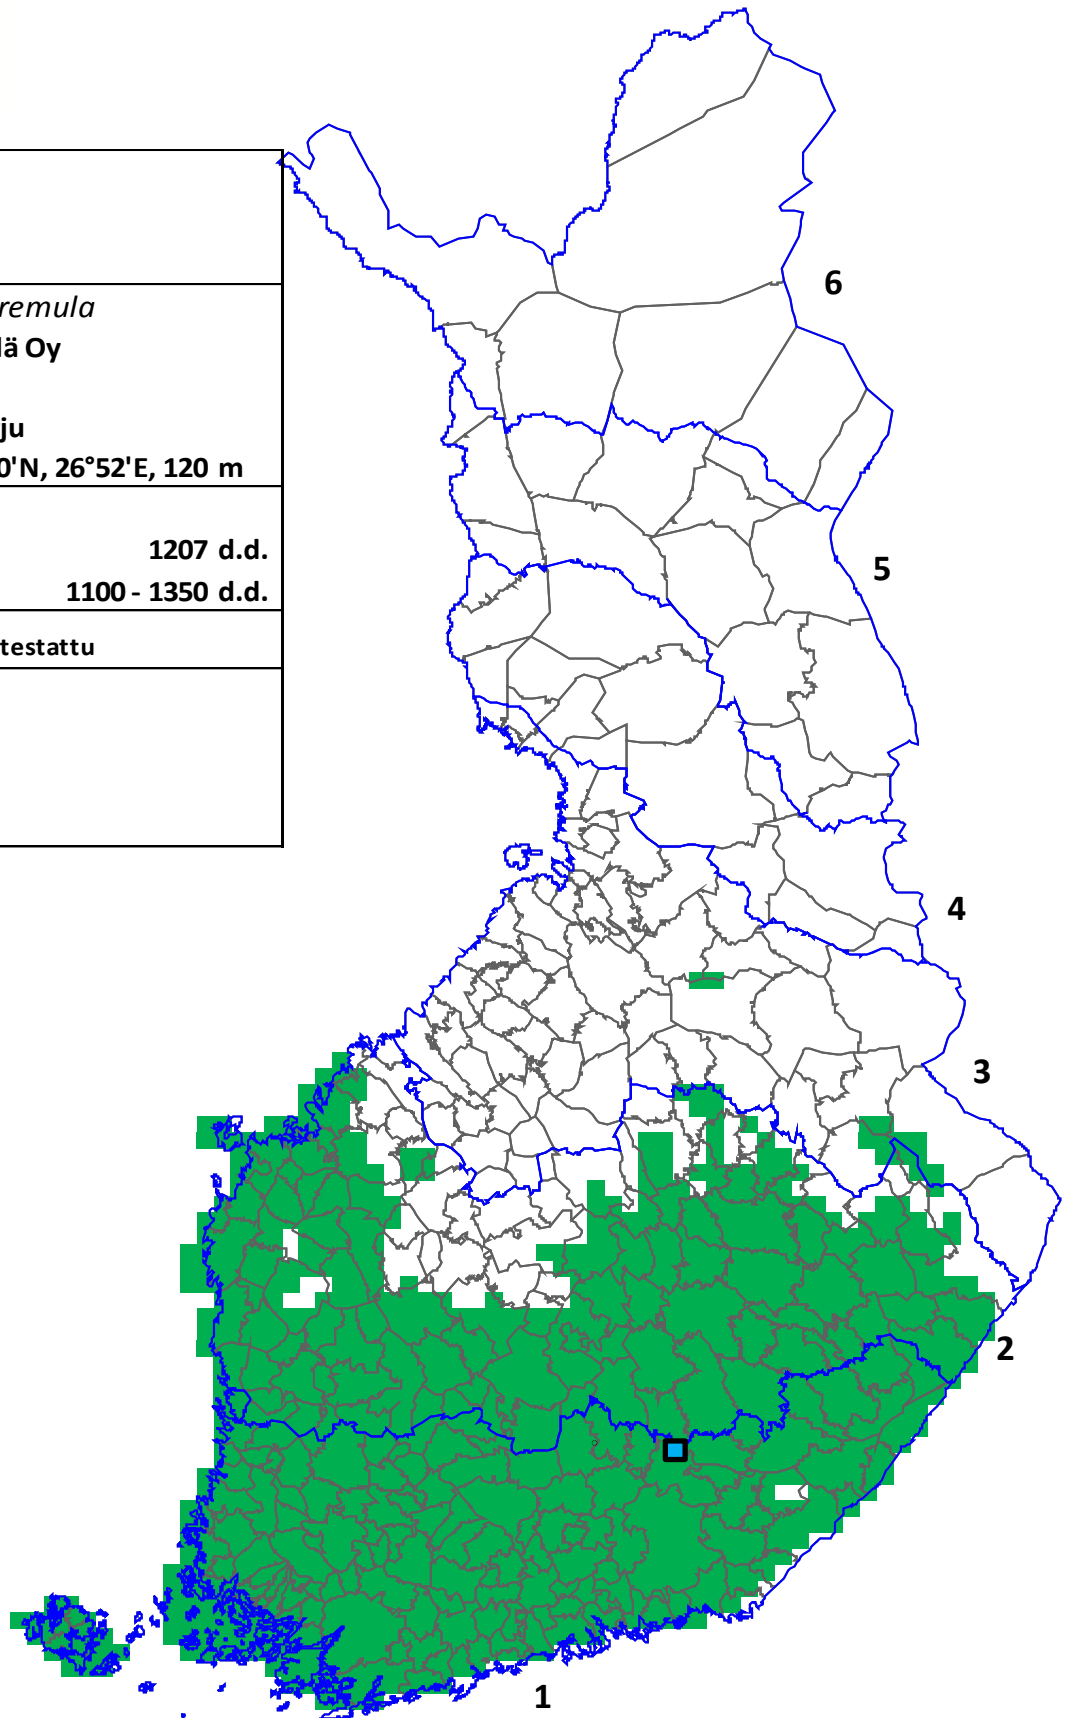 remula
lä Oy
ju
0'N, 26°52'E, 120 m
1207 d.d.
1100 - 1350 d.d.
testattu
6
5
4
3
2
1